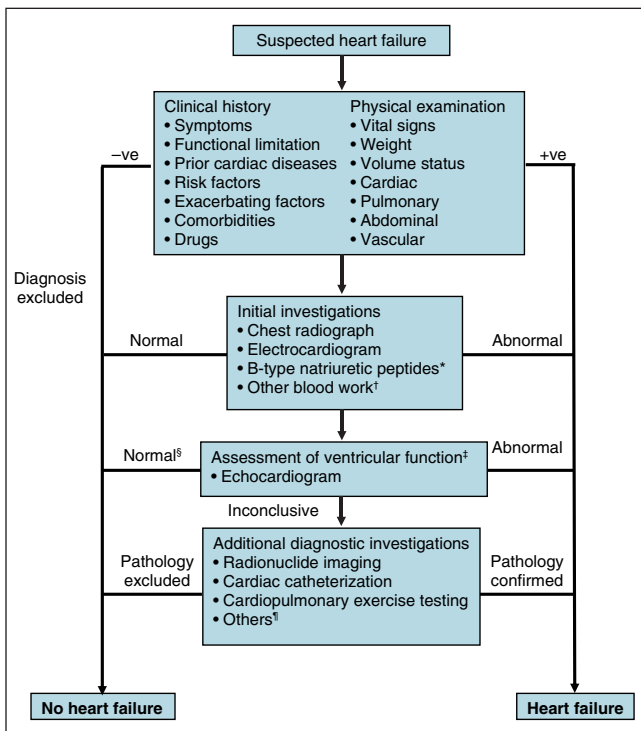 Suspected heart failure
Clinical history
• Symptoms
• Functional limitation
• Prior cardiac diseases
• Risk factors
• Exacerbating factors
• Comorbidities
• Drugs
Physical examination
• Vital signs
• Weight
• Volume status
• Cardiac
• Pulmonary
• Abdominal
• Vascular
–ve
+ve
Diagnosis
excluded
Initial investigations
• Chest radiograph
• Electrocardiogram
• B-type natriuretic peptides*
• Other blood work†
Normal
Abnormal
Assessment of ventricular function‡
• Echocardiogram
Normal§
Abnormal
Inconclusive
Additional diagnostic investigations
• Radionuclide imaging
• Cardiac catheterization
• Cardiopulmonary exercise testing
• Others¶
Pathology
excluded
Pathology
confirmed
No heart failure
Heart failure